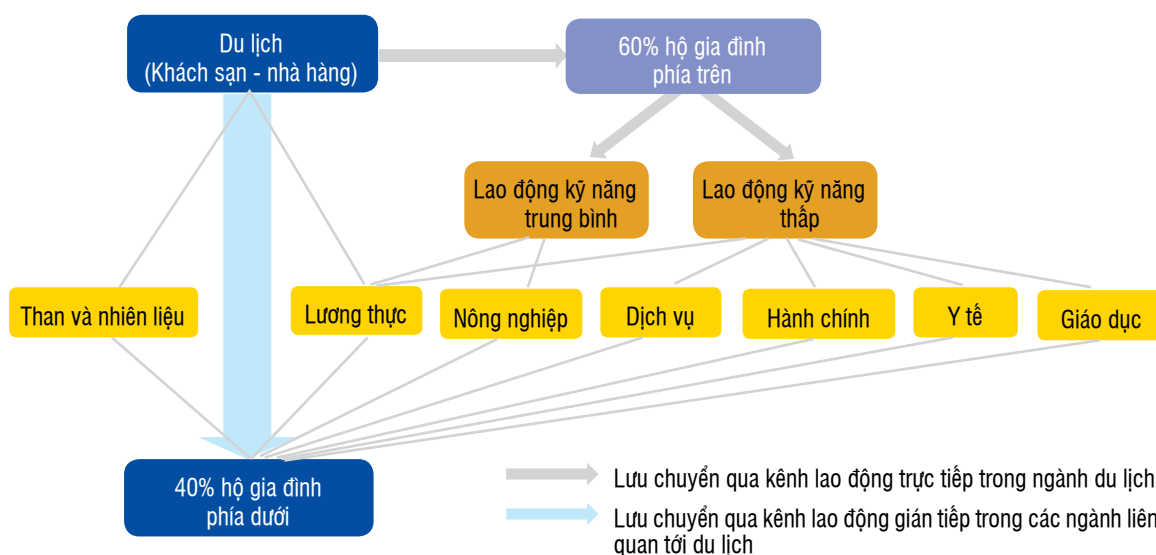 Du lịch
(Khách sạn - nhà hàng)
60% hộ gia đình
phía trên
Lao động kỹ năng
trung bình
Lao động kỹ năng
thấp
Than và nhiên liệu
Lương thực
Nông nghiệp
Dịch vụ
Hành chính
Y tế
Giáo dục
40% hộ gia đình
phía dưới
Lưu chuyển qua kênh lao động trực tiếp trong ngành du lịch
Lưu chuyển qua kênh lao động gián tiếp trong các ngành liên
quan tới du lịch